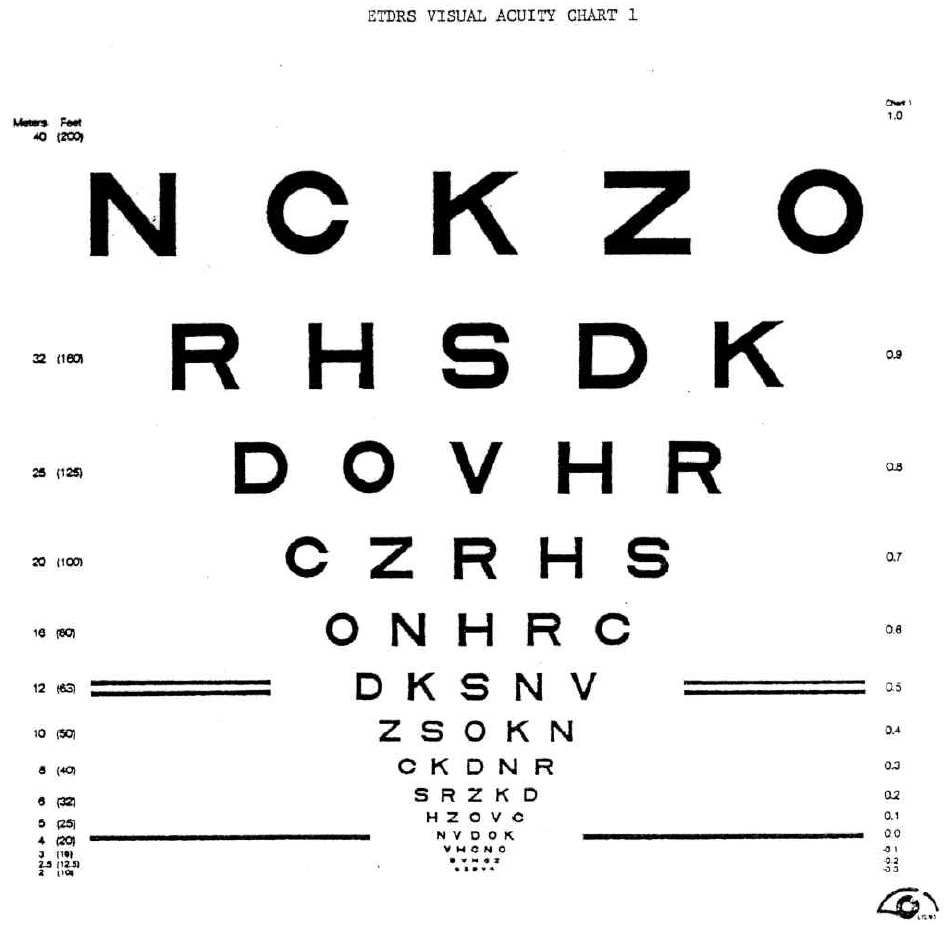 ETDRS VISUAL ACUITY CHART 1
Chart 1
Meters Feet
40 (200) 1.0
N C K Z O
32 (160) R H S D K 0.9
25 (125) D O V H R 0.8
20 (100) C Z R H S 0.7
16 (80) O N H R C 0.6
12 (63) D K S N V 0.5
10 (50) Z S O K N 0.4
8 (40) C K D N R 0.3
6 (32) S R Z K D 0.2
5 (25) H Z O V C 0.1
4 (20) N V D O K 0.0
3 (16) V H C N O -0.1
2.5 (12.5) -0.2
2 (10) -0.3